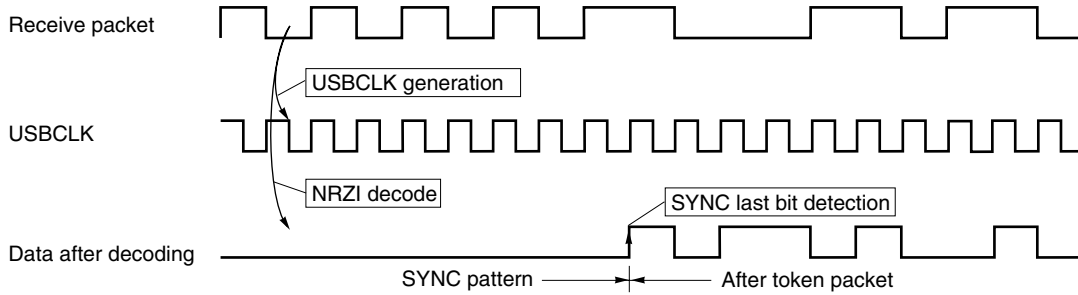 Receive packet
USBCLK generation
USBCLK
NRZI decode
SYNC last bit detection
Data after decoding
SYNC pattern
After token packet